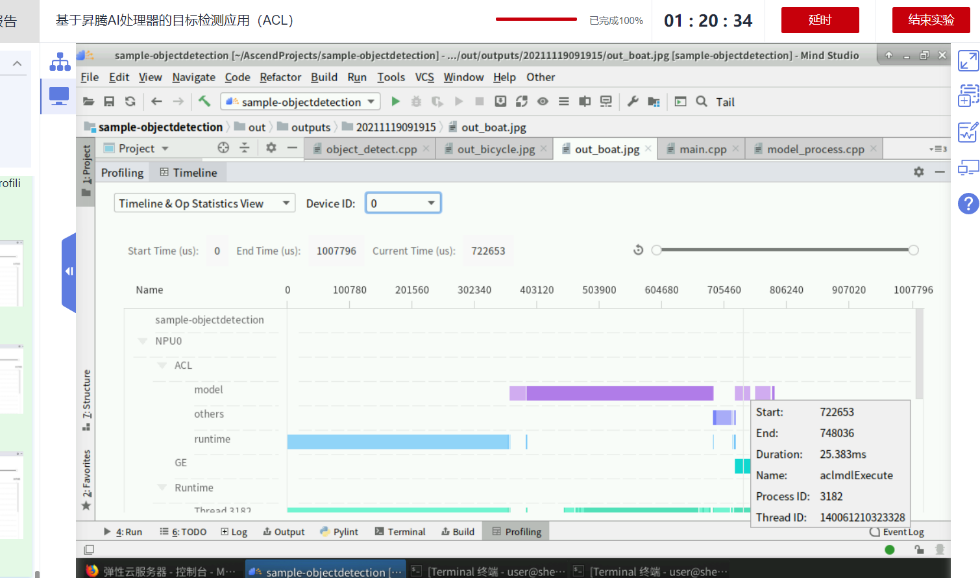 报告
基于昇腾AI处理器的目标检测应用（ACL）
已完成100%
01 : 20 : 34
延时
结束实验
sample-objectdetection [~/AscendProjects/sample-objectdetection] - .../out/outputs/20211119091915/out_boat.jpg [sample-objectdetection] - Mind Studio
File Edit View Navigate Code Refactor Build Run Tools VCS Window Help Other
sample-objectdetection
Tail
sample-objectdetection out outputs 20211119091915 out_boat.jpg
1: Project
Project
object_detect.cpp
out_bicycle.jpg
out_boat.jpg
main.cpp
model_process.cpp
3
Profiling Timeline
rofili
Timeline & Op Statistics View Device ID: 0
Start Time (us): 0 End Time (us): 1007796 Current Time (us): 722653
Name 0 100780 201560 302340 403120 503900 604680 705460 806240 907020 1007796
sample-objectdetection
NPU0
ACL
model
others
runtime
GE
Runtime
Thread 3182
Start: 722653
End: 748036
Duration: 25.383ms
Name: aclmdlExecute
Process ID: 3182
Thread ID: 140061210323328
7: Structure
2: Favorites
4: Run 6: TODO Log Output Pylint Terminal Build Profiling Event Log
弹性云服务器 - 控制台 - M⋯
sample-objectdetection [⋯
[Terminal 终端 - user@she⋯
[Terminal 终端 - user@she⋯